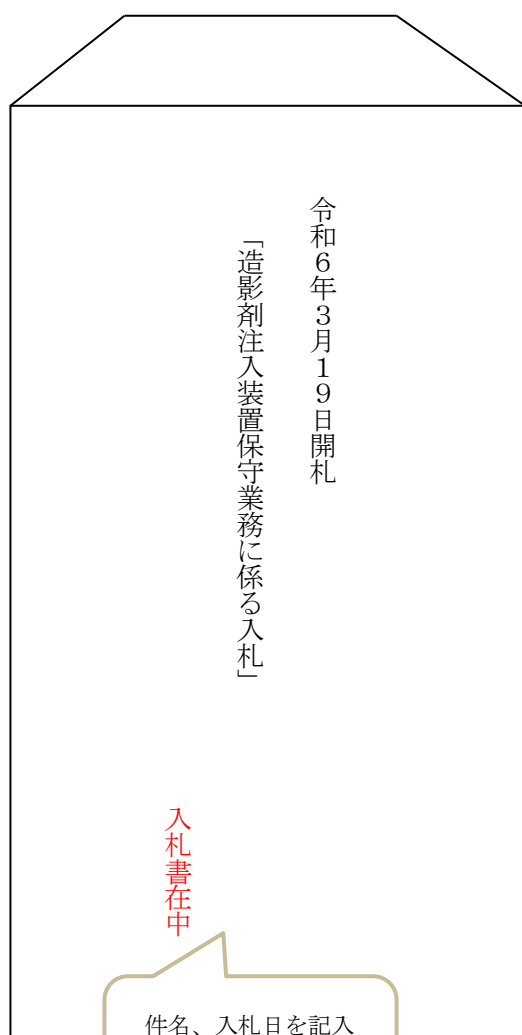 令和６年３月１９日開札
「造影剤注入装置保守業務に係る入札」
入札書在中
件名、入札日を記入